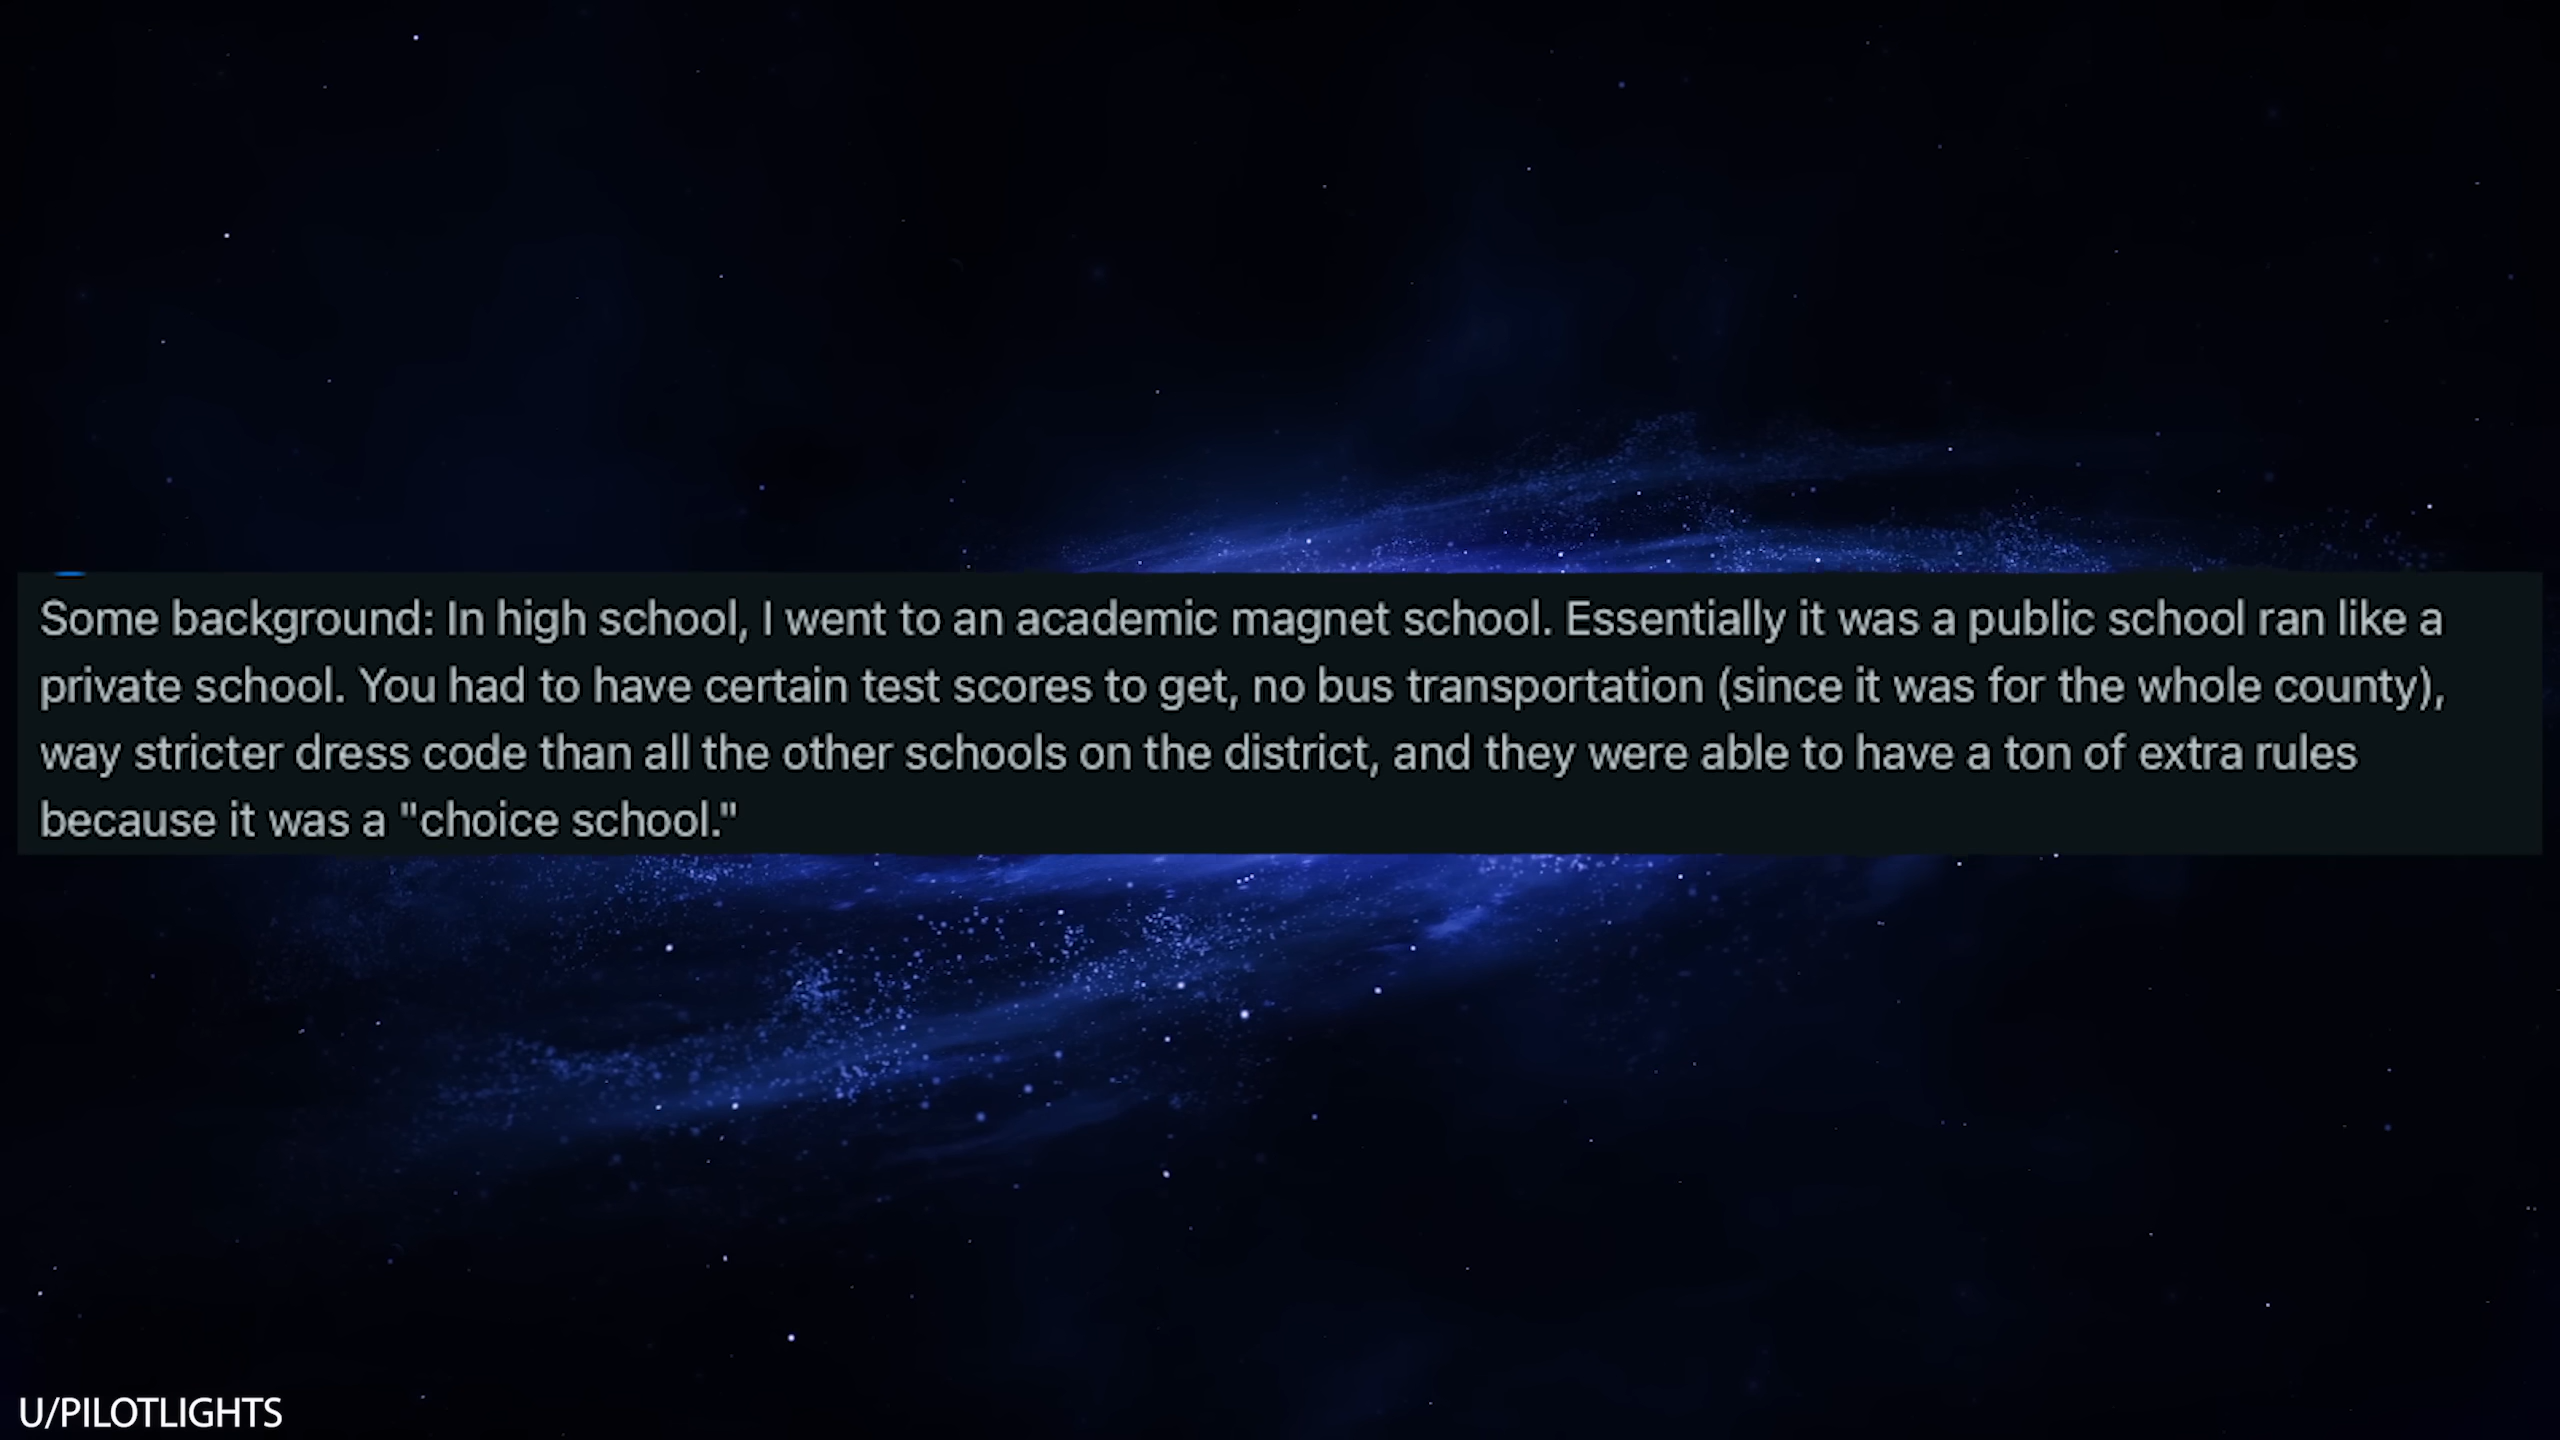 Some background: In high school, I went to an academic magnet school. Essentially it was a public school ran like a
private school. You had to have certain test scores to get, no bus transportation (since it was for the whole county),
way stricter dress code than all the other schools on the district, and they were able to have a ton of extra rules
because it was a "choice school."
U/PILOTLIGHTS